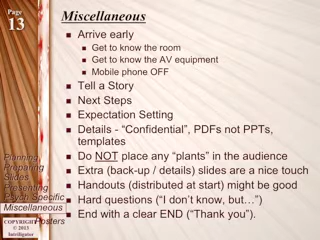 Page
13
Miscellaneous
Arrive early
Get to know the room
Get to know the AV equipment
Mobile phone OFF
Tell a Story
Next Steps
Expectation Setting
Details - “Confidential”, PDFs not PPTs,
templates
Do NOT place any “plants” in the audience
Extra (back-up / details) slides are a nice touch
Handouts (distributed at start) might be good
Hard questions (“I don’t know, but…”)
End with a clear END (“Thank you”).
Planning
Preparing
Slides
Presenting
Psych Specific
Miscellaneous
Posters
COPYRIGHT
© 2013
Intelligator